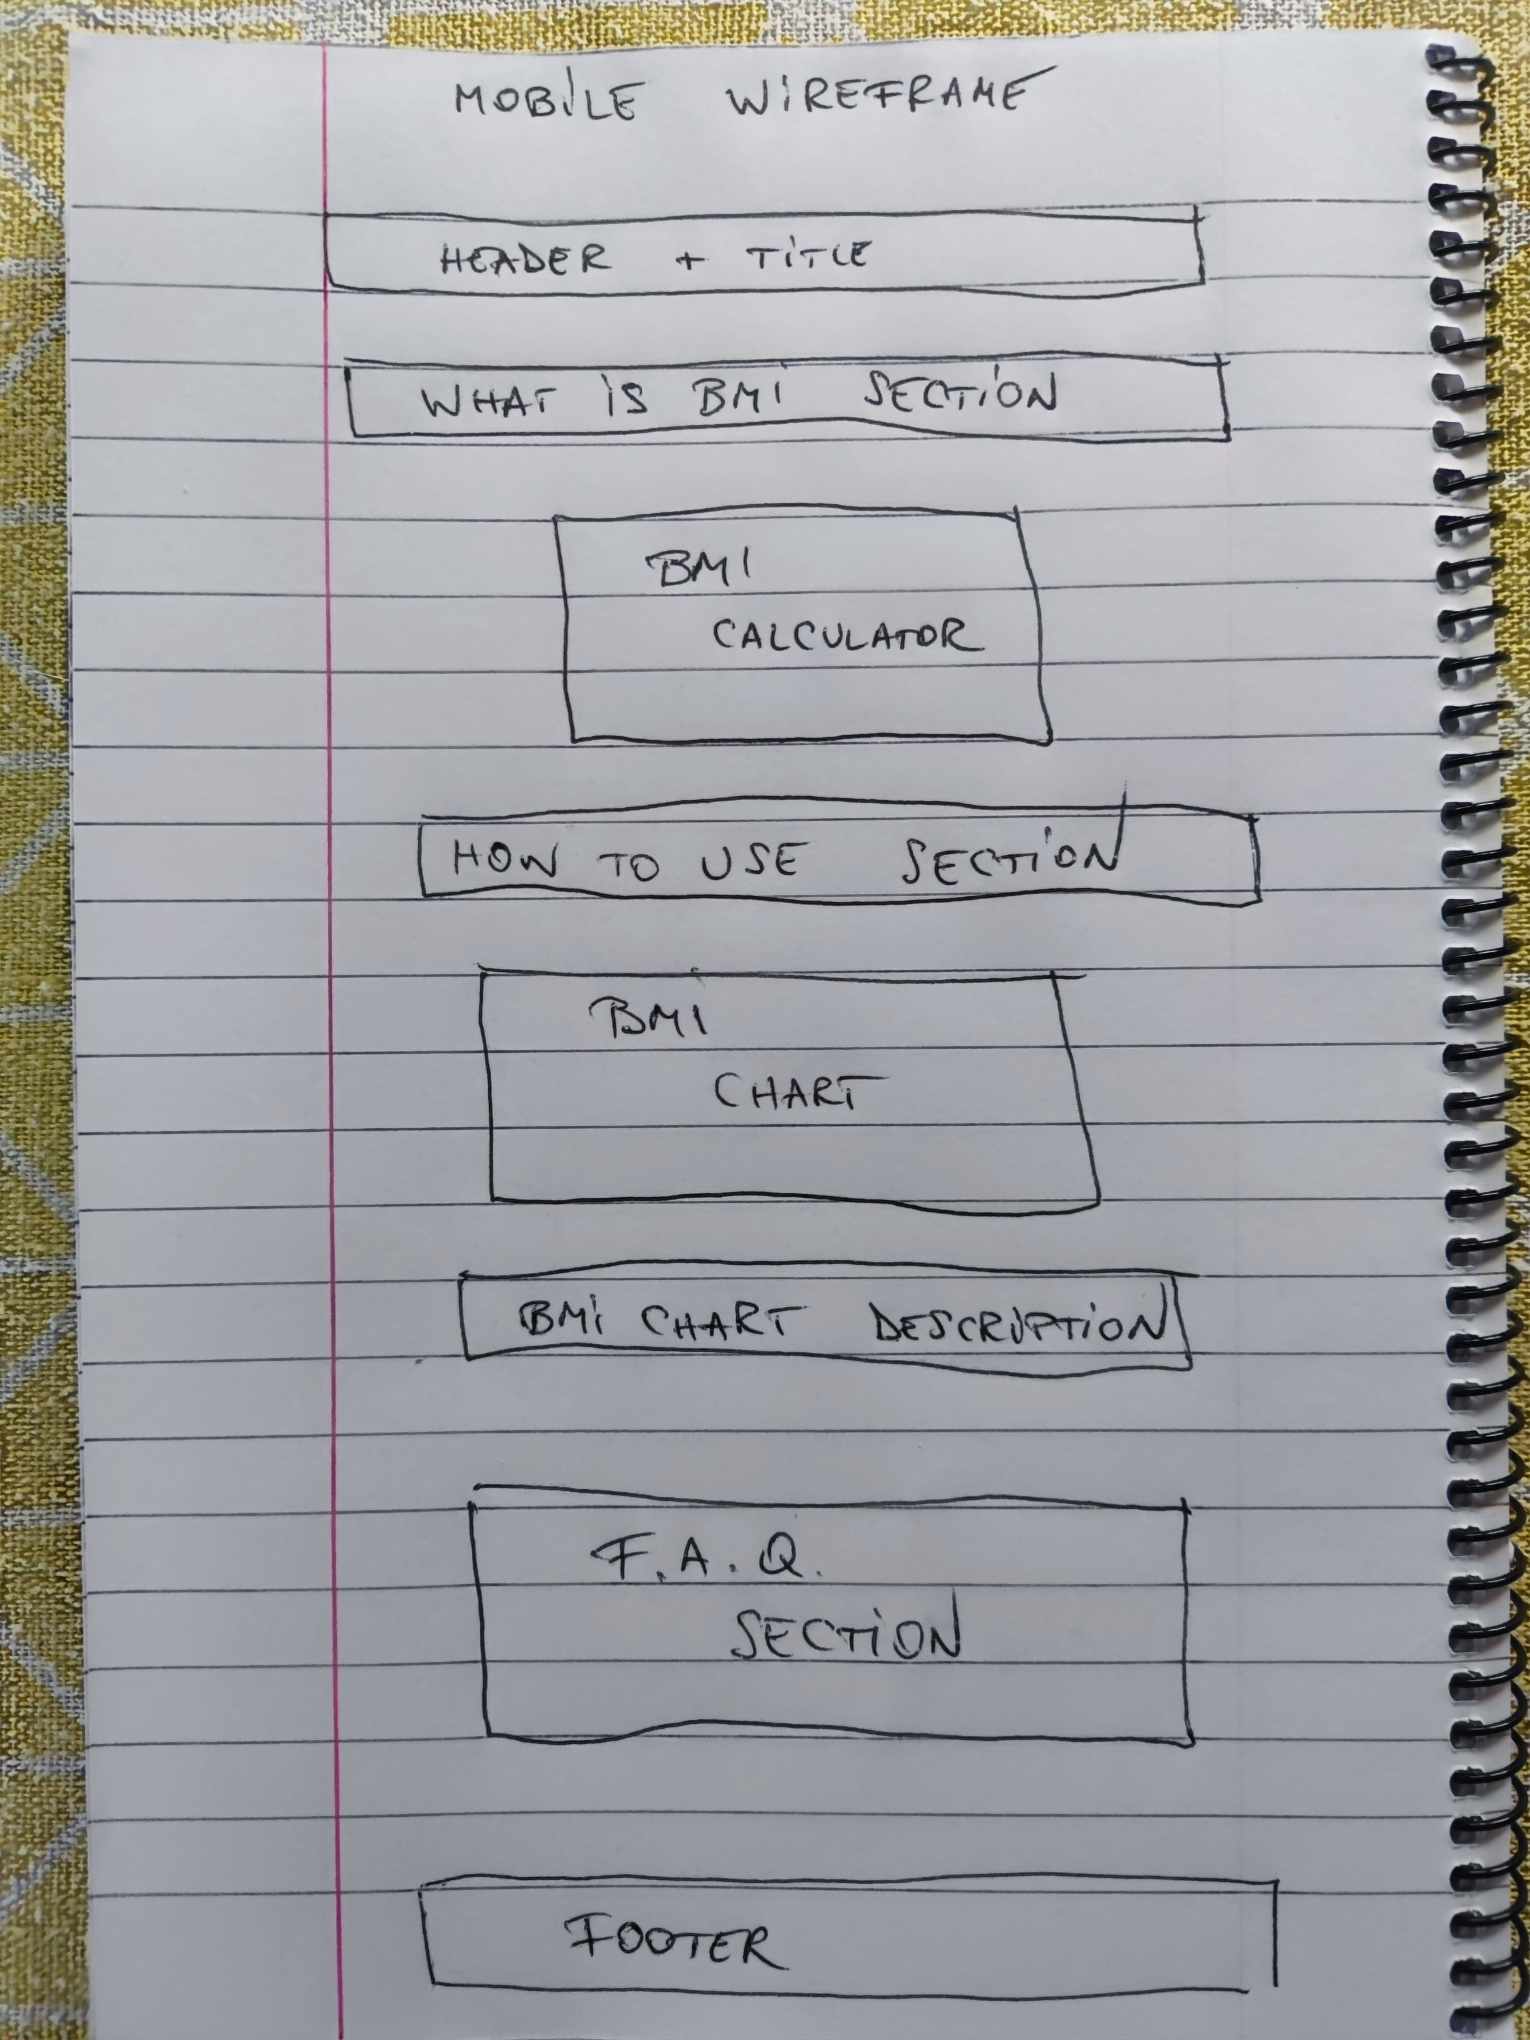 MOBILE WIREFRAME
HEADER + TITLE
WHAT IS BMI SECTION
BMI
CALCULATOR
HOW TO USE SECTION
BMI
CHART
BMI CHART DESCRIPTION
F.A.Q.
SECTION
FOOTER